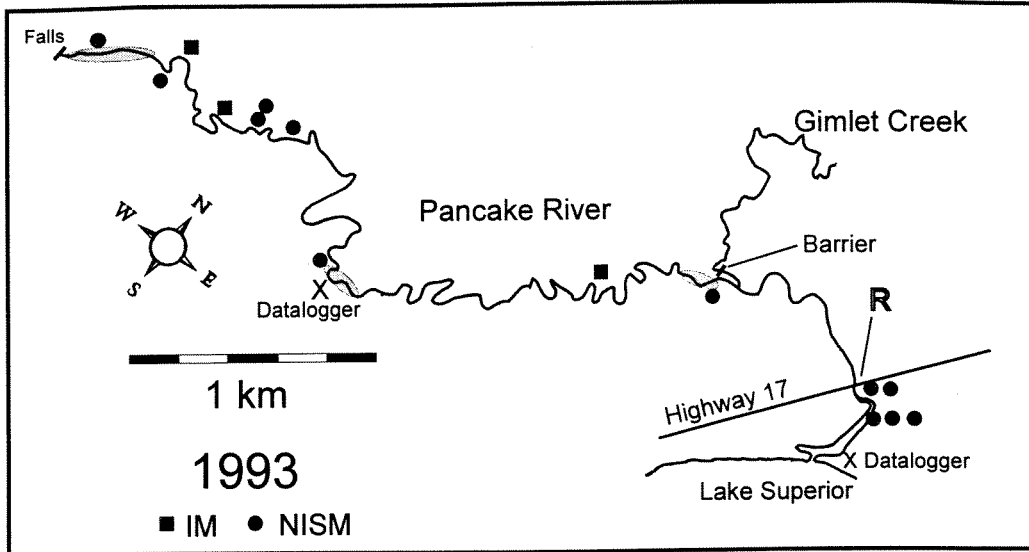 Falls
Gimlet Creek
W N
S E
Pancake River
Barrier
X
Datalogger
R
1 km
Highway 17
1993
X Datalogger
Lake Superior
IM NISM